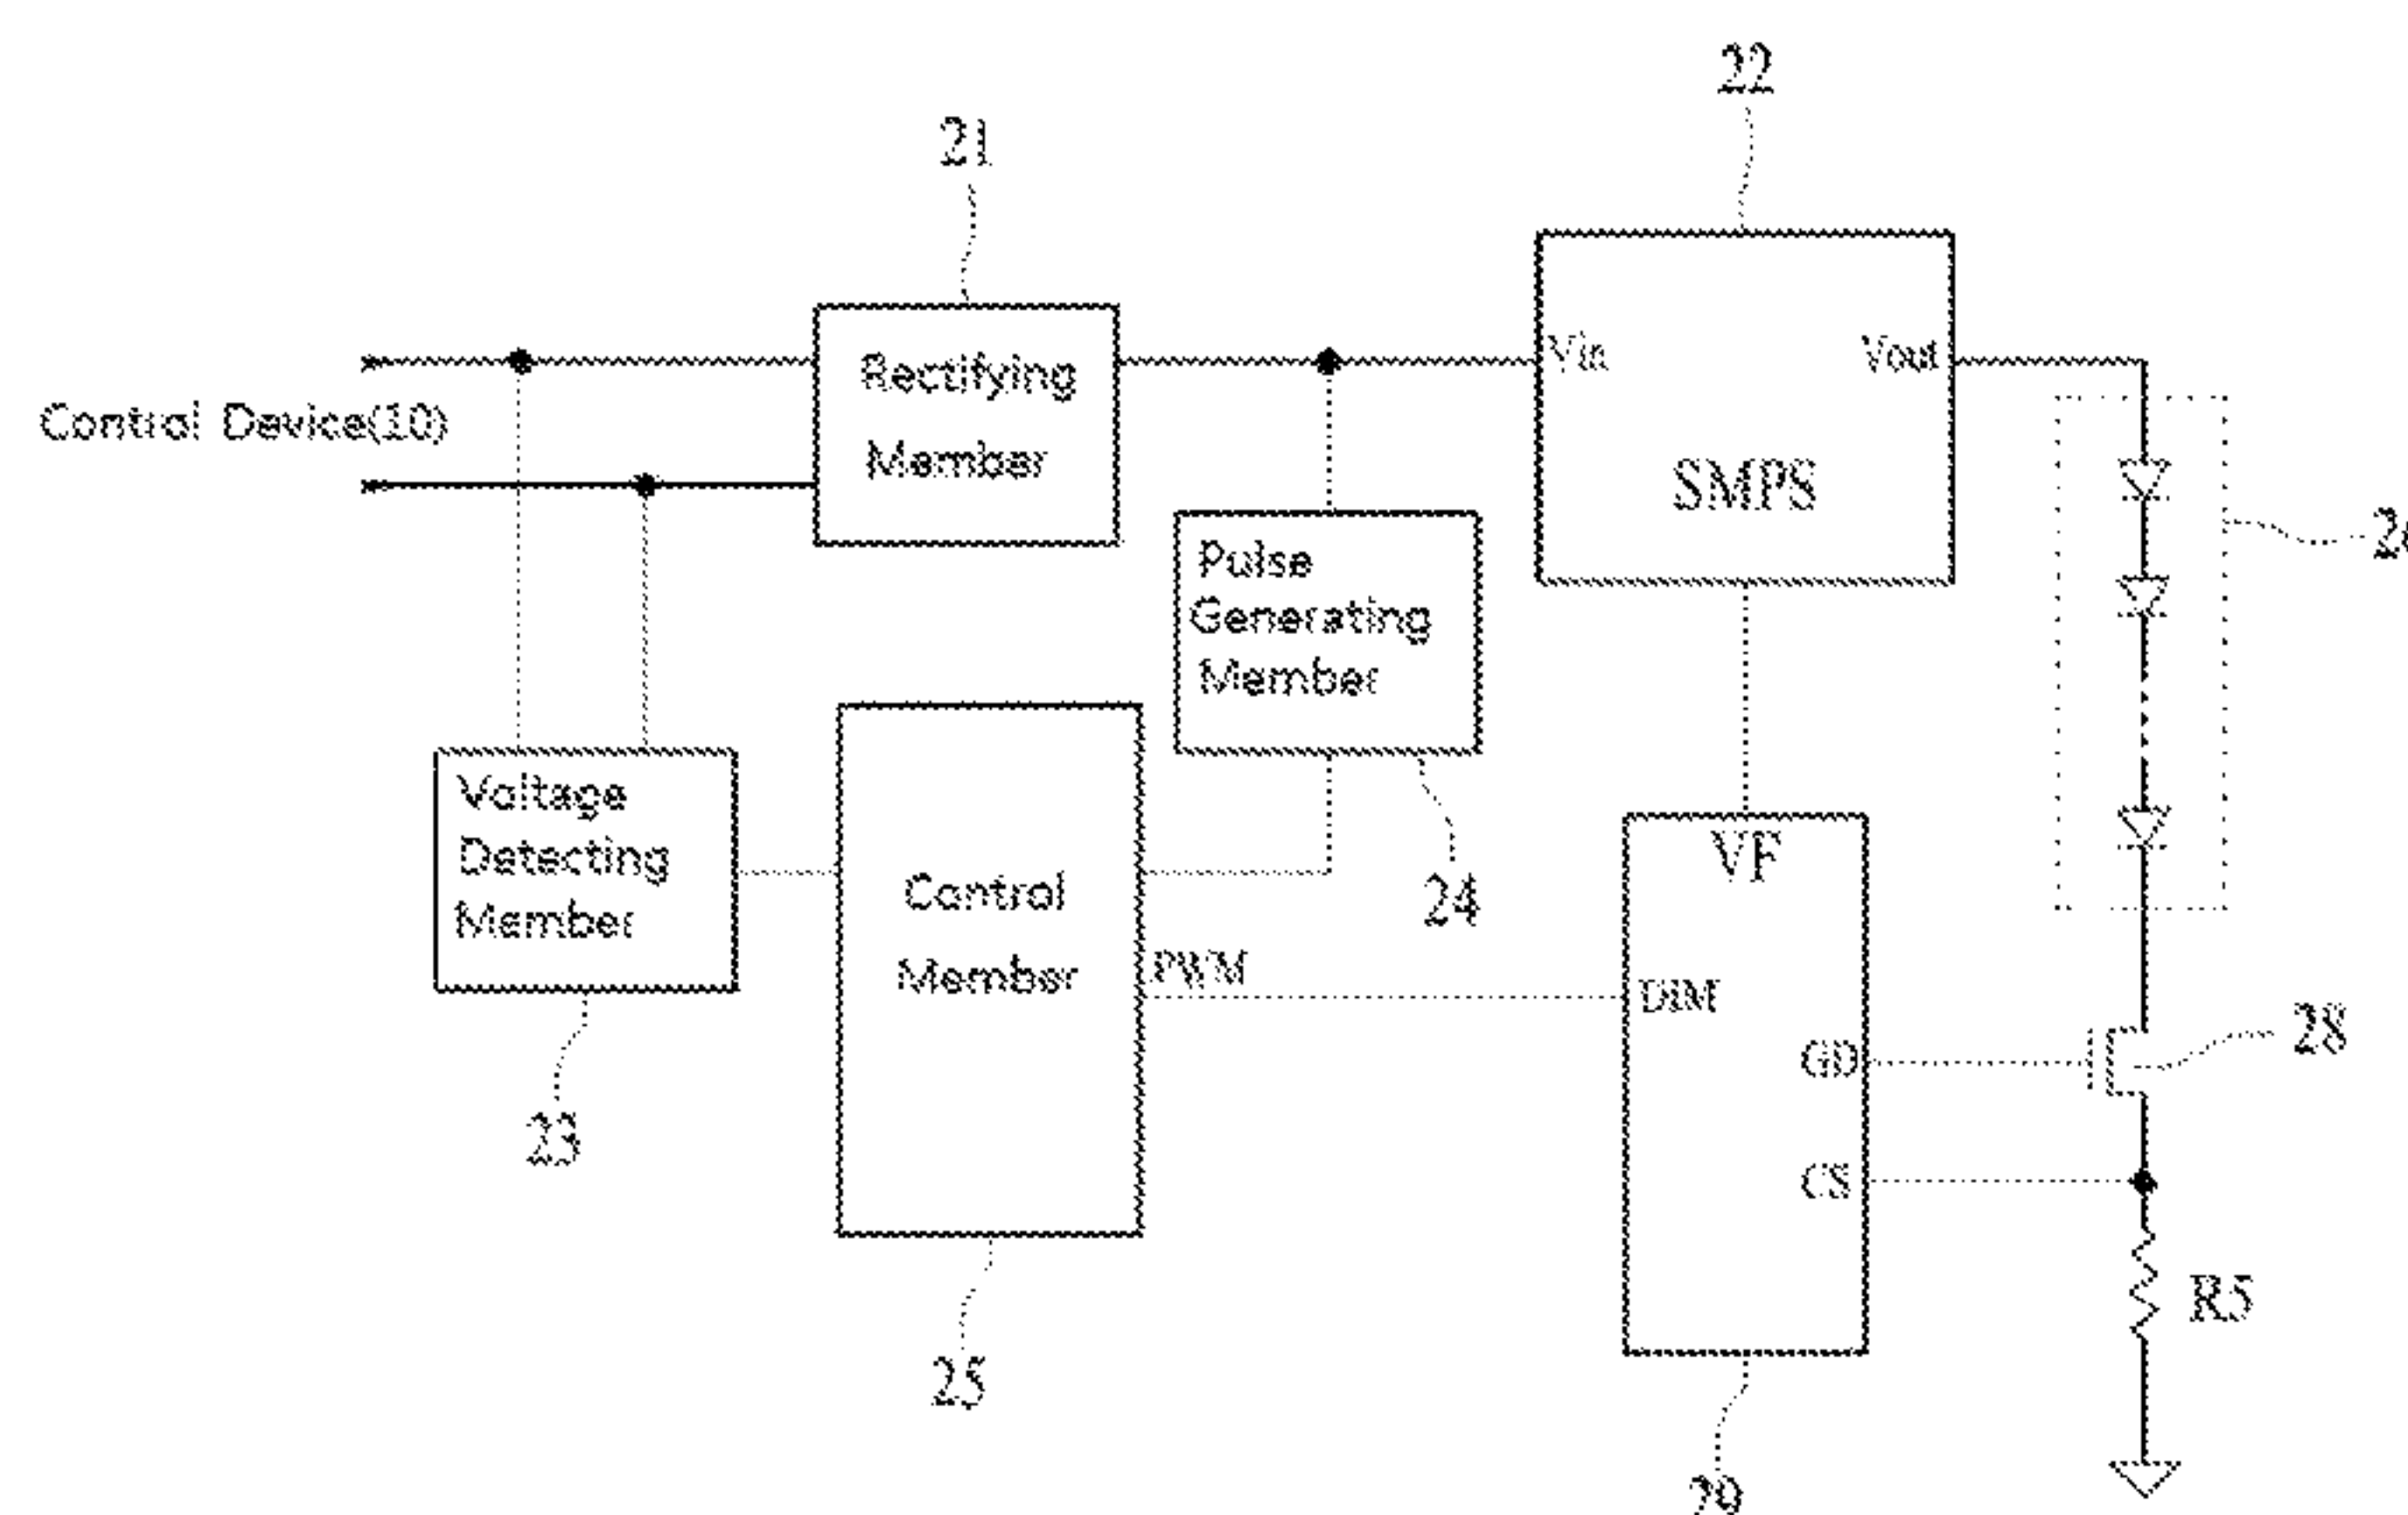 22
21
Control Device(10)
Rectifying
Member
Vin
Vout
SMPS
Pulse
Generating
Member
Voltage
Detecting
Member
Control
Member
24
VF
PWM
DIM
GD
28
CS
23
R5
25
29